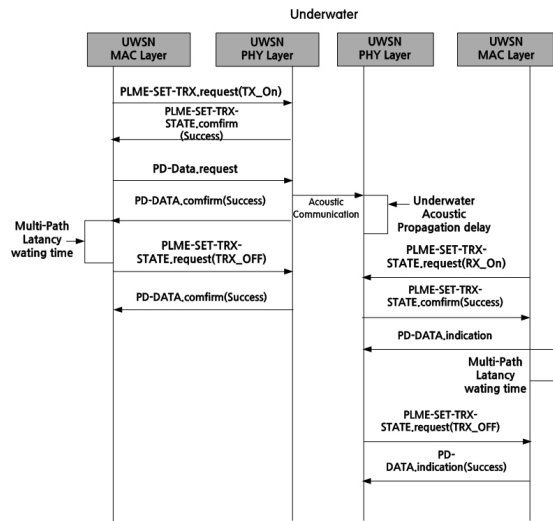 Underwater
UWSN
MAC Layer
UWSN
PHY Layer
UWSN
PHY Layer
UWSN
MAC Layer
PLME-SET-TRX.request(TX_On)
PLME-SET-TRX-
STATE.comfirm
(Success)
PD-Data.request
PD-DATA.comfirm(Success)
Acoustic
Communication
Underwater
Acoustic
Propagation delay
Multi-Path
Latancy
wating time
PLME-SET-TRX-
STATE.request(TRX_OFF)
PLME-SET-TRX-
STATE.request(RX_On)
PD-DATA.comfirm(Success)
PLME-SET-TRX-
STATE.comfirm(Success)
PD-DATA.indication
Multi-Path
Latancy
wating time
PLME-SET-TRX-
STATE.request(TRX_OFF)
PD-
DATA.indication(Success)